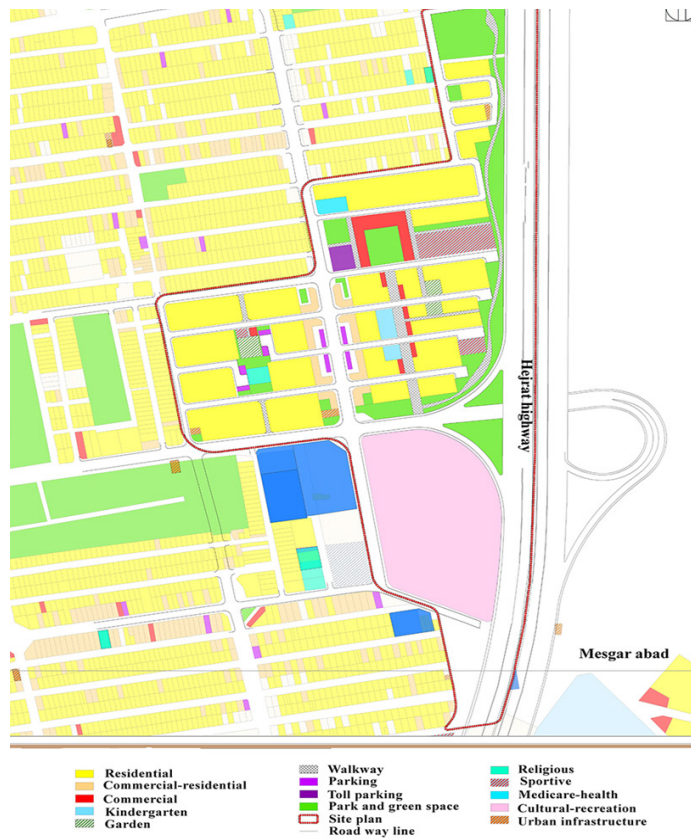 Hejrat highway
Mesgar abad
Residential
Commercial-residential
Commercial
Kindergarten
Garden
Walkway
Parking
Toll parking
Park and green space
Site plan
Road way line
Religious
Sportive
Medicare-health
Cultural-recreation
Urban infrastructure